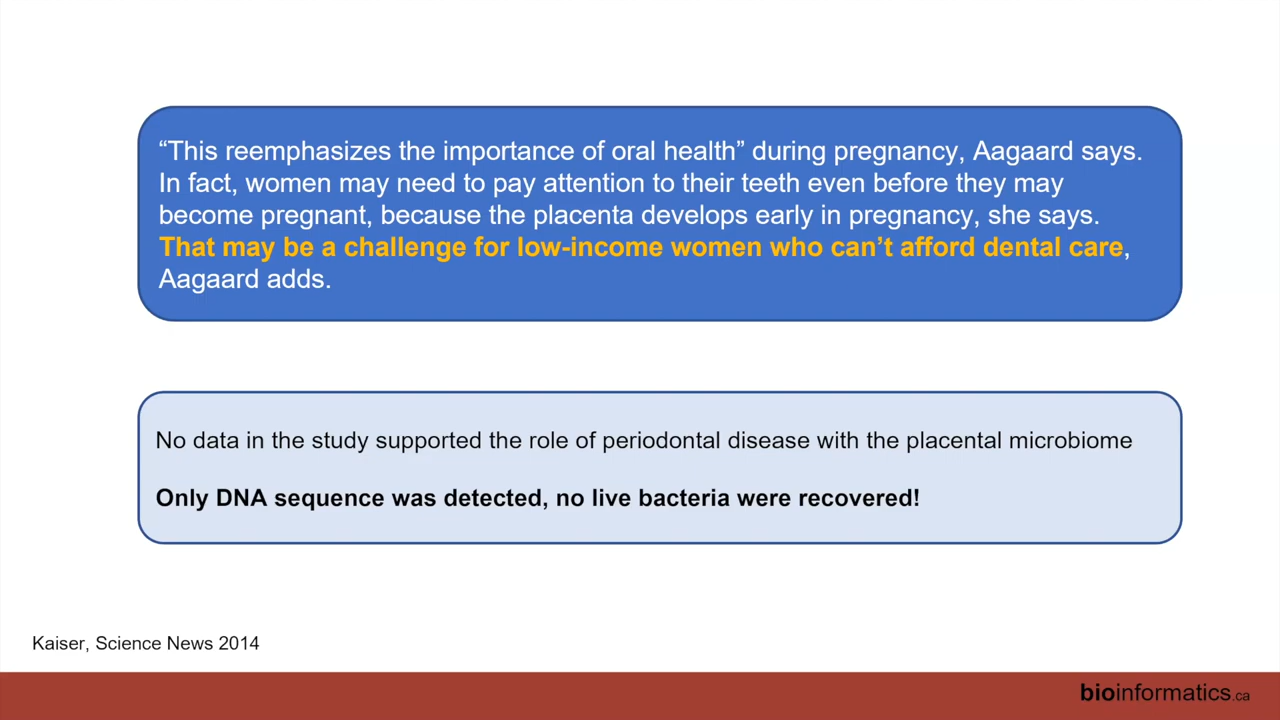 “This reemphasizes the importance of oral health” during pregnancy, Aagaard says.
In fact, women may need to pay attention to their teeth even before they may
become pregnant, because the placenta develops early in pregnancy, she says.
That may be a challenge for low-income women who can’t afford dental care,
Aagaard adds.
No data in the study supported the role of periodontal disease with the placental microbiome
Only DNA sequence was detected, no live bacteria were recovered!
Kaiser, Science News 2014
bioinformatics.ca